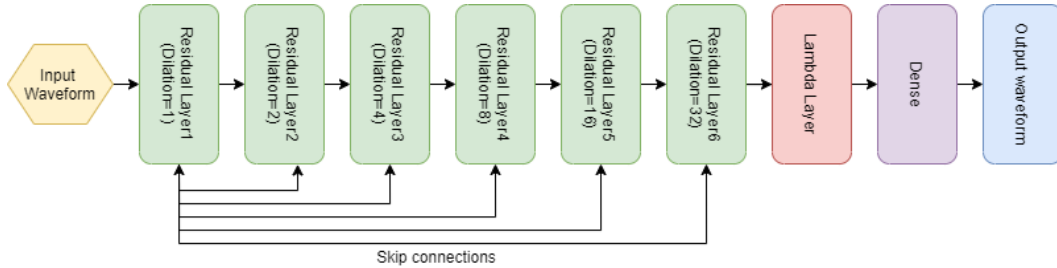 Input
Waveform
Residual Layer1
(Dilation=1)
Residual Layer2
(Dilation=2)
Residual Layer3
(Dilation=4)
Residual Layer4
(Dilation=8)
Residual Layer5
(Dilation=16)
Residual Layer6
(Dilation=32)
Lambda Layer
Dense
Output waveform
Skip connections